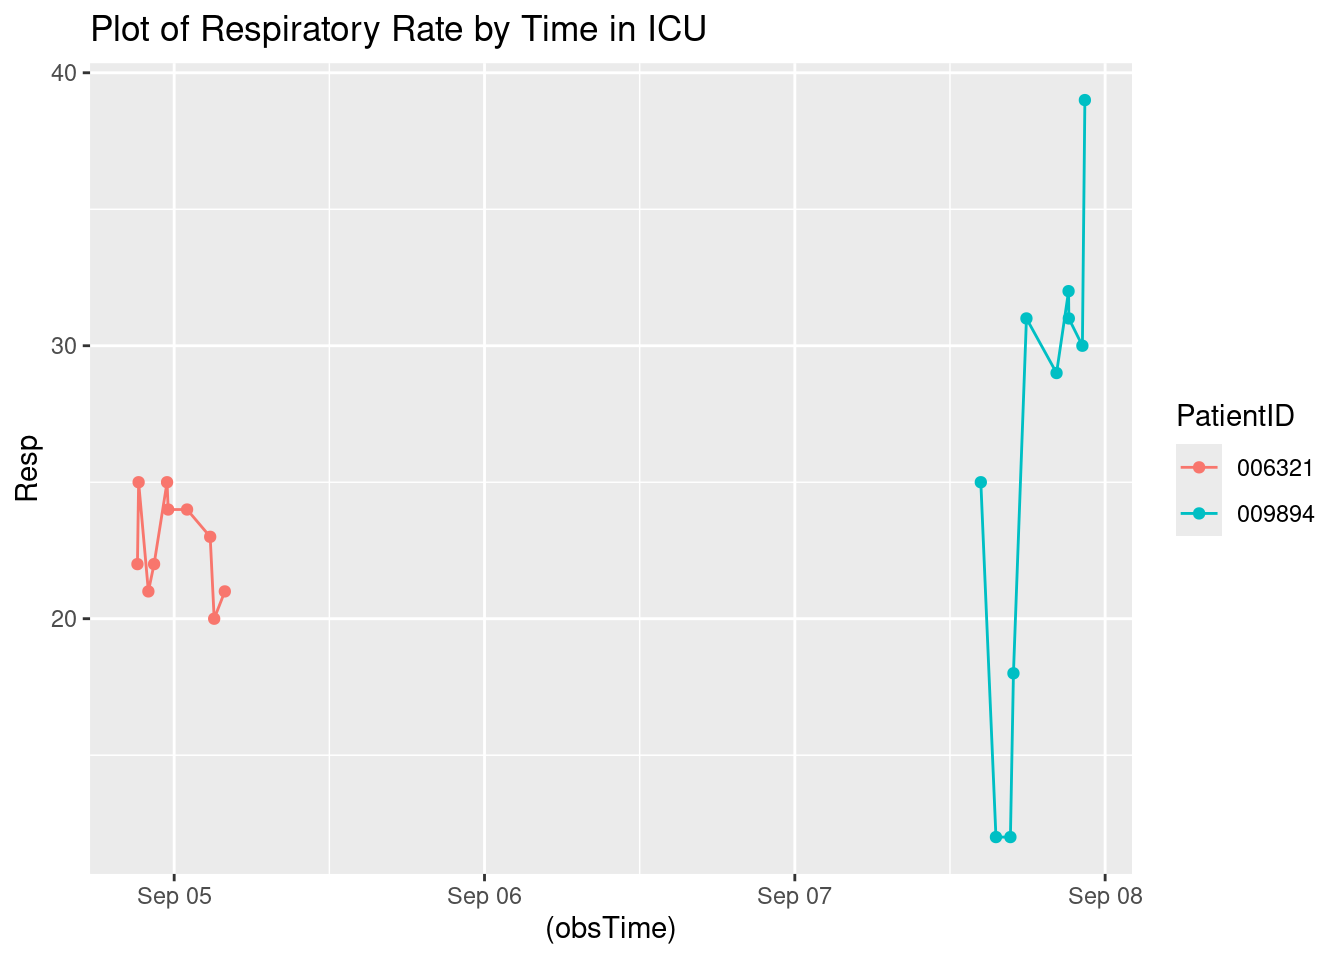 Plot of Respiratory Rate by Time in ICU
40
30
20
Resp
Sep 05
Sep 06
Sep 07
Sep 08
(obsTime)
PatientID
006321
009894